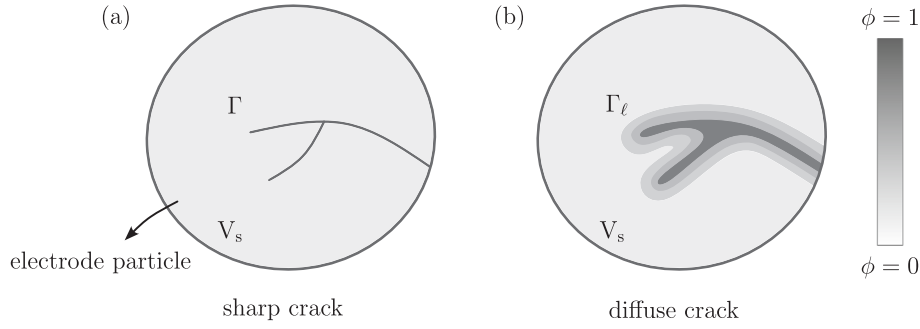 (a)
Γ
V_s
electrode particle
sharp crack
(b)
Γ_ℓ
V_s
diffuse crack
ϕ = 1
ϕ = 0